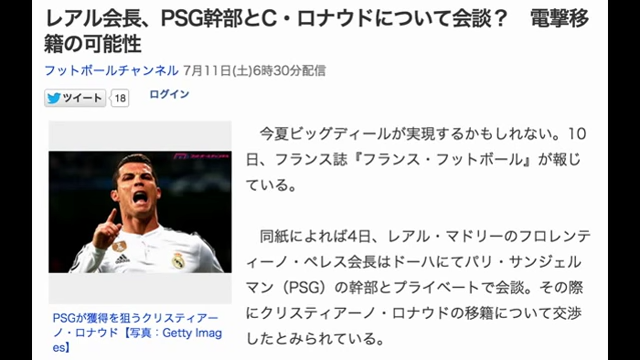 レアル会長、PSG幹部とC・ロナウドについて会談？　電撃移
籍の可能性
フットボールチャンネル 7月11日(土)6時30分配信
ツイート 18 ログイン
今夏ビッグディールが実現するかもしれない。10
日、フランス誌『フランス・フットボール』が報じ
ている。
同紙によれば4日、レアル・マドリーのフロレンテ
ィーノ・ペレス会長はドーハにてパリ・サンジェル
マン（PSG）の幹部とプライベートで会談。その際
にクリスティアーノ・ロナウドの移籍について交渉
したとみられている。
PSGが獲得を狙うクリスティアー
ノ・ロナウド【写真：Getty Imag
es】